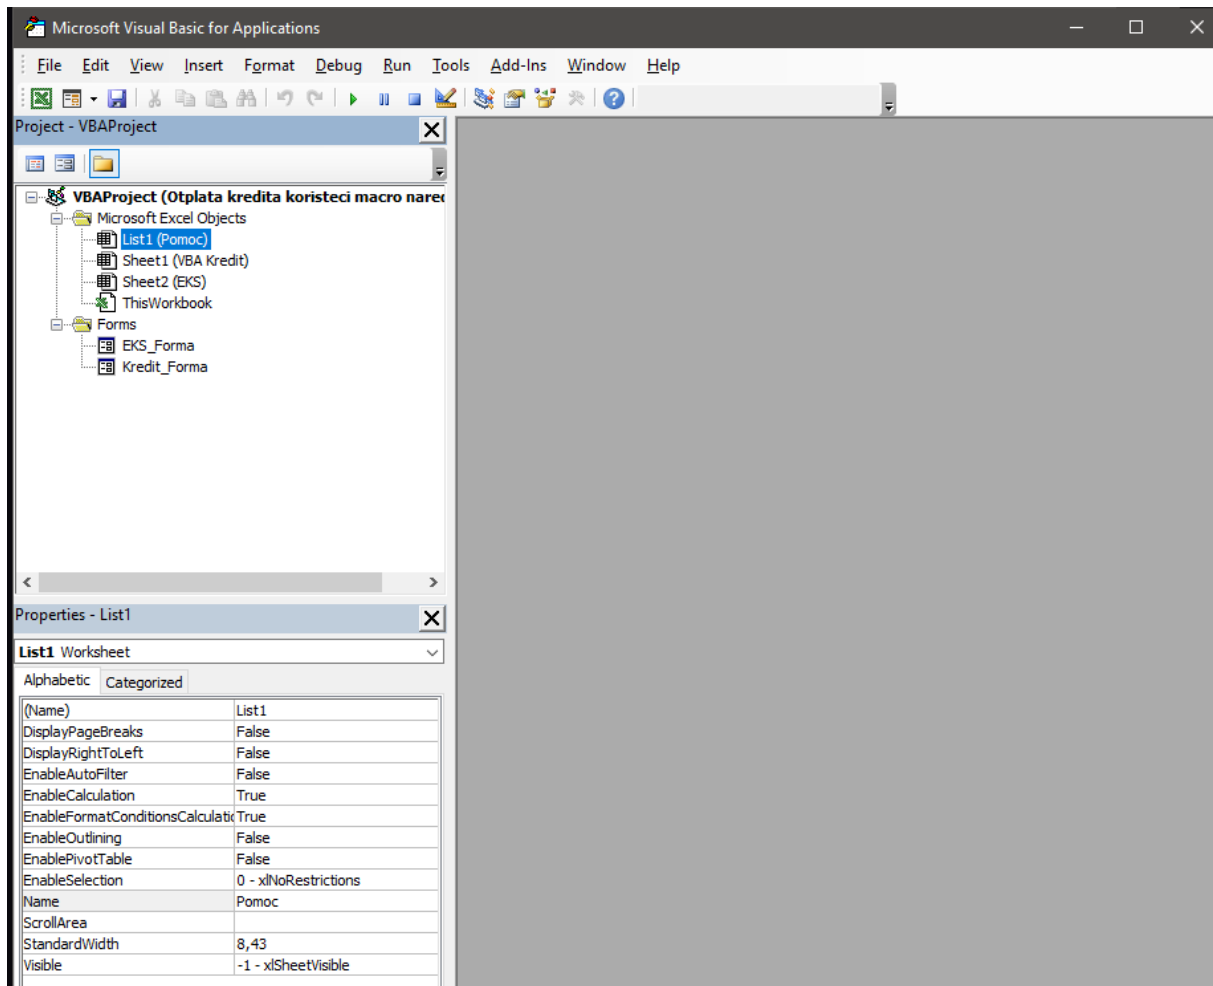 Microsoft Visual Basic for Applications
File Edit View Insert Format Debug Run Tools Add-Ins Window Help
Project - VBAProject
VBAProject (Otplata kredita koristeci macro nared
Microsoft Excel Objects
List1 (Pomoc)
Sheet1 (VBA Kredit)
Sheet2 (EKS)
ThisWorkbook
Forms
EKS_Forma
Kredit_Forma
Properties - List1
List1 Worksheet
Alphabetic Categorized
(Name) List1
DisplayPageBreaks False
DisplayRightToLeft False
EnableAutoFilter False
EnableCalculation True
EnableFormatConditionsCalculatic True
EnableOutlining False
EnablePivotTable False
EnableSelection 0 - xlNoRestrictions
Name Pomoc
ScrollArea
StandardWidth 8,43
Visible -1 - xlSheetVisible